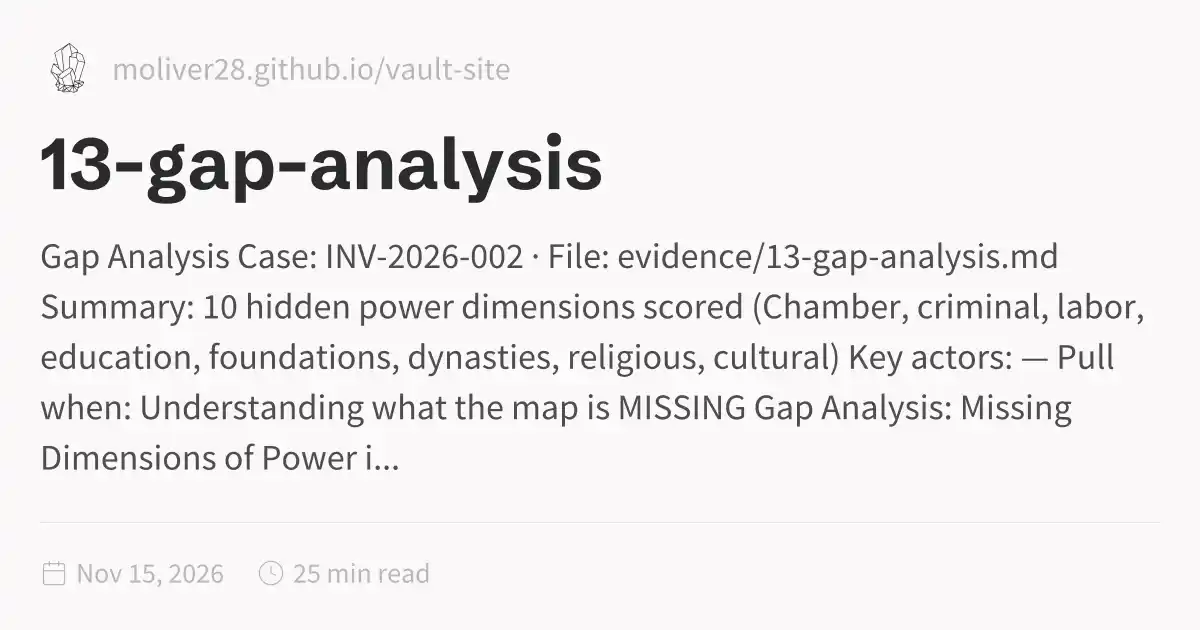 moliver28.github.io/vault-site
13-gap-analysis
Gap Analysis Case: INV-2026-002 · File: evidence/13-gap-analysis.md
Summary: 10 hidden power dimensions scored (Chamber, criminal, labor,
education, foundations, dynasties, religious, cultural) Key actors: — Pull
when: Understanding what the map is MISSING Gap Analysis: Missing
Dimensions of Power i...
Nov 15, 2026 25 min read